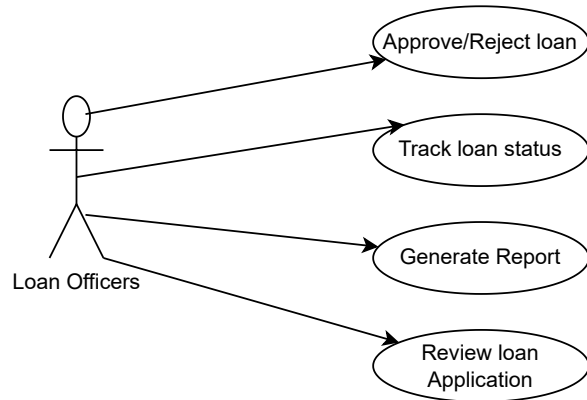 Approve/Reject loan
Track loan status
Generate Report
Loan Officers
Review loan
Application